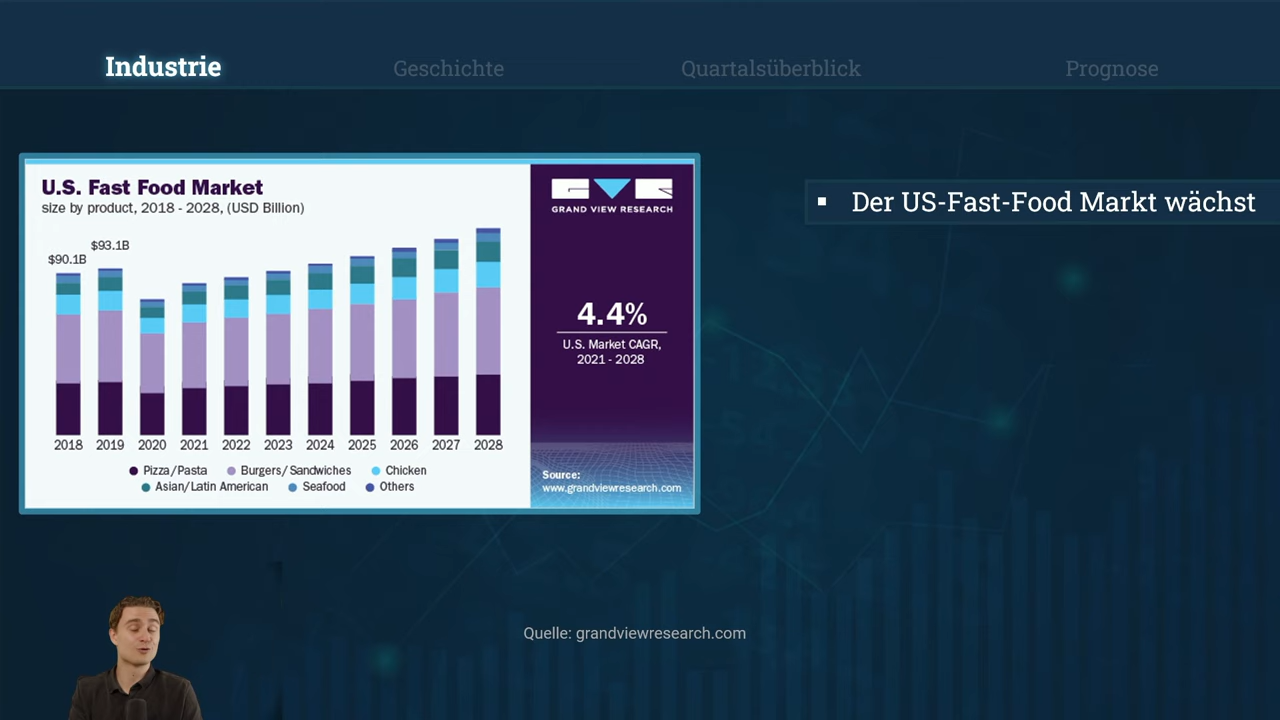 Industrie
Geschichte
Quartalsüberblick
Prognose
U.S. Fast Food Market
size by product, 2018 - 2028, (USD Billion)
$90.1B
$93.1B
2018 2019 2020 2021 2022 2023 2024 2025 2026 2027 2028
Pizza/Pasta Burgers/Sandwiches Chicken
Asian/Latin American Seafood Others
GVR
GRAND VIEW RESEARCH
4.4%
U.S. Market CAGR,
2021 - 2028
Source:
www.grandviewresearch.com
Der US-Fast-Food Markt wächst
Quelle: grandviewresearch.com